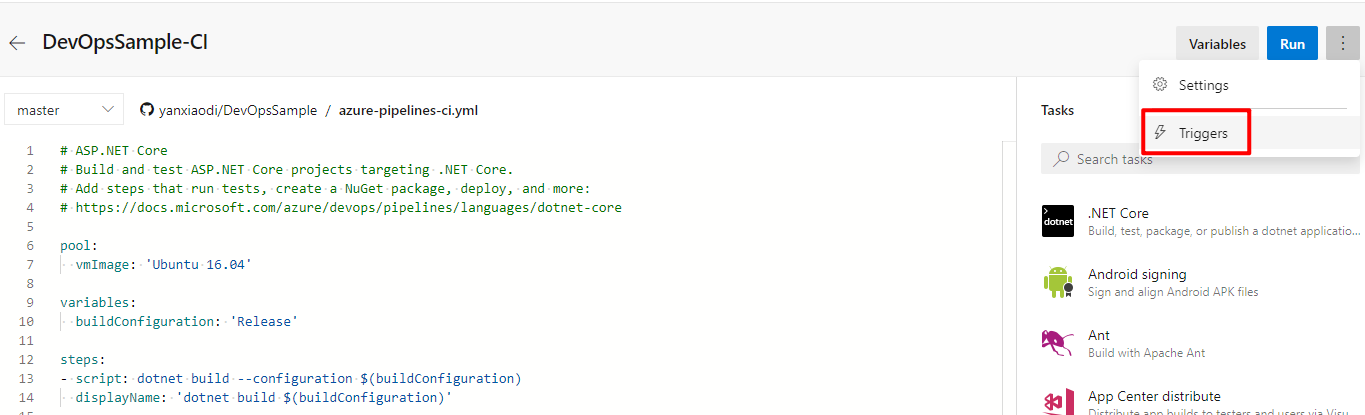 DevOpsSample-CI
Variables
Run
Settings
Triggers
master
yanxiaodi/DevOpsSample / azure-pipelines-ci.yml
1 # ASP.NET Core
2 # Build and test ASP.NET Core projects targeting .NET Core.
3 # Add steps that run tests, create a NuGet package, deploy, and more:
4 # https://docs.microsoft.com/azure/devops/pipelines/languages/dotnet-core
5
6 pool:
7   vmImage: 'Ubuntu 16.04'
8
9 variables:
10   buildConfiguration: 'Release'
11
12 steps:
13 - script: dotnet build --configuration $(buildConfiguration)
14   displayName: 'dotnet build $(buildConfiguration)'
Tasks
Search tasks
dotnet
.NET Core
Build, test, package, or publish a dotnet applicatio...
Android signing
Sign and align Android APK files
Ant
Build with Apache Ant
App Center distribute
Distribute app builds to testers and users via Visu...